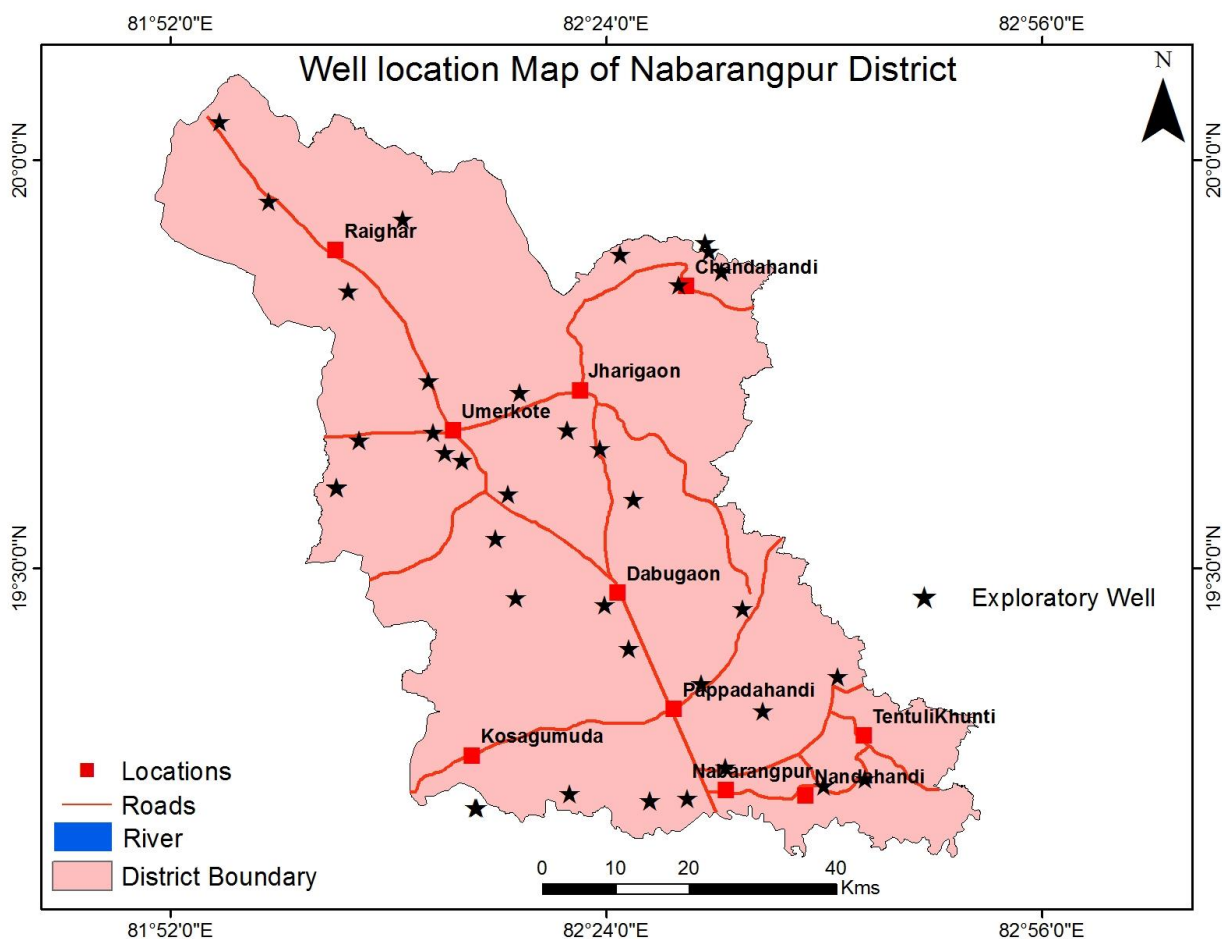 81°52'0"E
82°24'0"E
82°56'0"E
Well location Map of Nabarangpur District
N
20°0'0"N
20°0'0"N
Raighar
Chandahandi
Jharigaon
Umerkote
19°30'0"N
19°30'0"N
Dabugaon
Exploratory Well
Pappadahandi
TentuliKhunti
Kosagumuda
Nabarangpur
Nandahandi
Locations
Roads
River
District Boundary
0 10 20 40
Kms
81°52'0"E
82°24'0"E
82°56'0"E